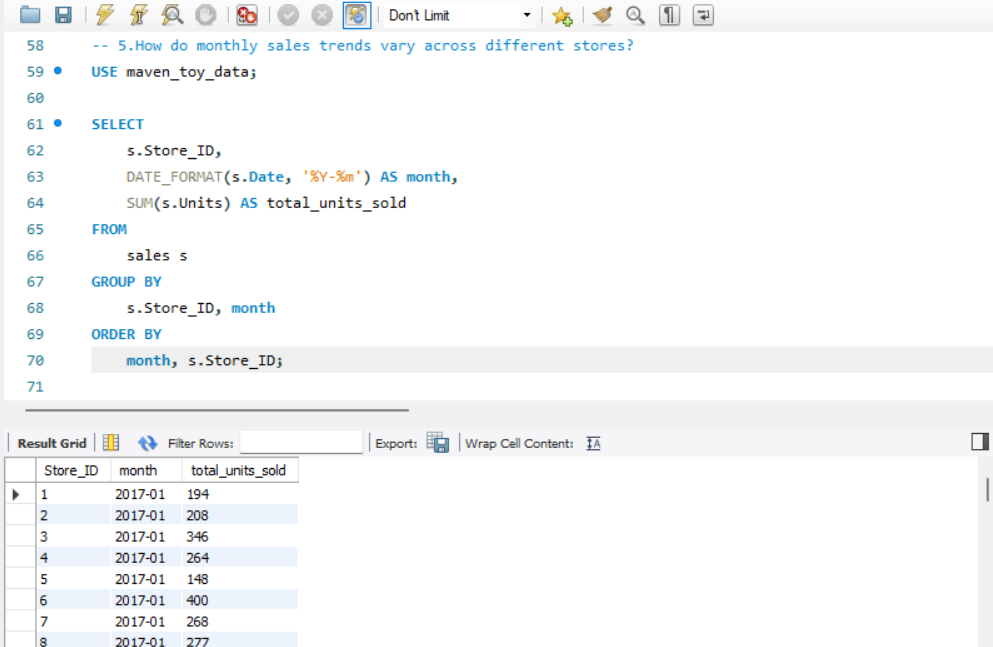 Don't Limit
58 -- 5.How do monthly sales trends vary across different stores?
59 USE maven_toy_data;
60
61 SELECT
62 s.Store_ID,
63 DATE_FORMAT(s.Date, '%Y-%m') AS month,
64 SUM(s.Units) AS total_units_sold
65 FROM
66 sales s
67 GROUP BY
68 s.Store_ID, month
69 ORDER BY
70 month, s.Store_ID;
71
Result Grid Filter Rows: Export: Wrap Cell Content: IA
Store_ID month total_units_sold
1 2017-01 194
2 2017-01 208
3 2017-01 346
4 2017-01 264
5 2017-01 148
6 2017-01 400
7 2017-01 268
8 2017-01 277